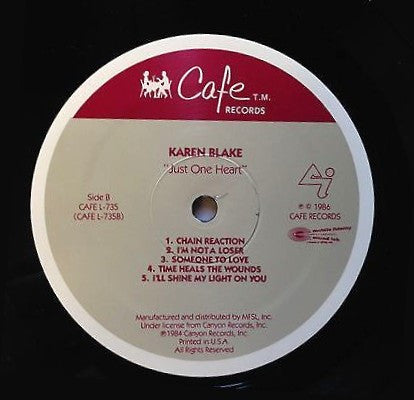 Cafe T.M.
RECORDS
KAREN BLAKE
"Just One Heart"
Side B
CAFE L-735
(CAFE L-735B)
℗ © 1986
CAFE RECORDS
1. CHAIN REACTION
2. I'M NOT A LOSER
3. SOMEONE TO LOVE
4. TIME HEALS THE WOUNDS
5. I'LL SHINE MY LIGHT ON YOU
Manufactured and distributed by MFSL, Inc.
Under license from Canyon Records, Inc.
℗1984 Canyon Records, Inc.
Printed in U.S.A.
All Rights Reserved